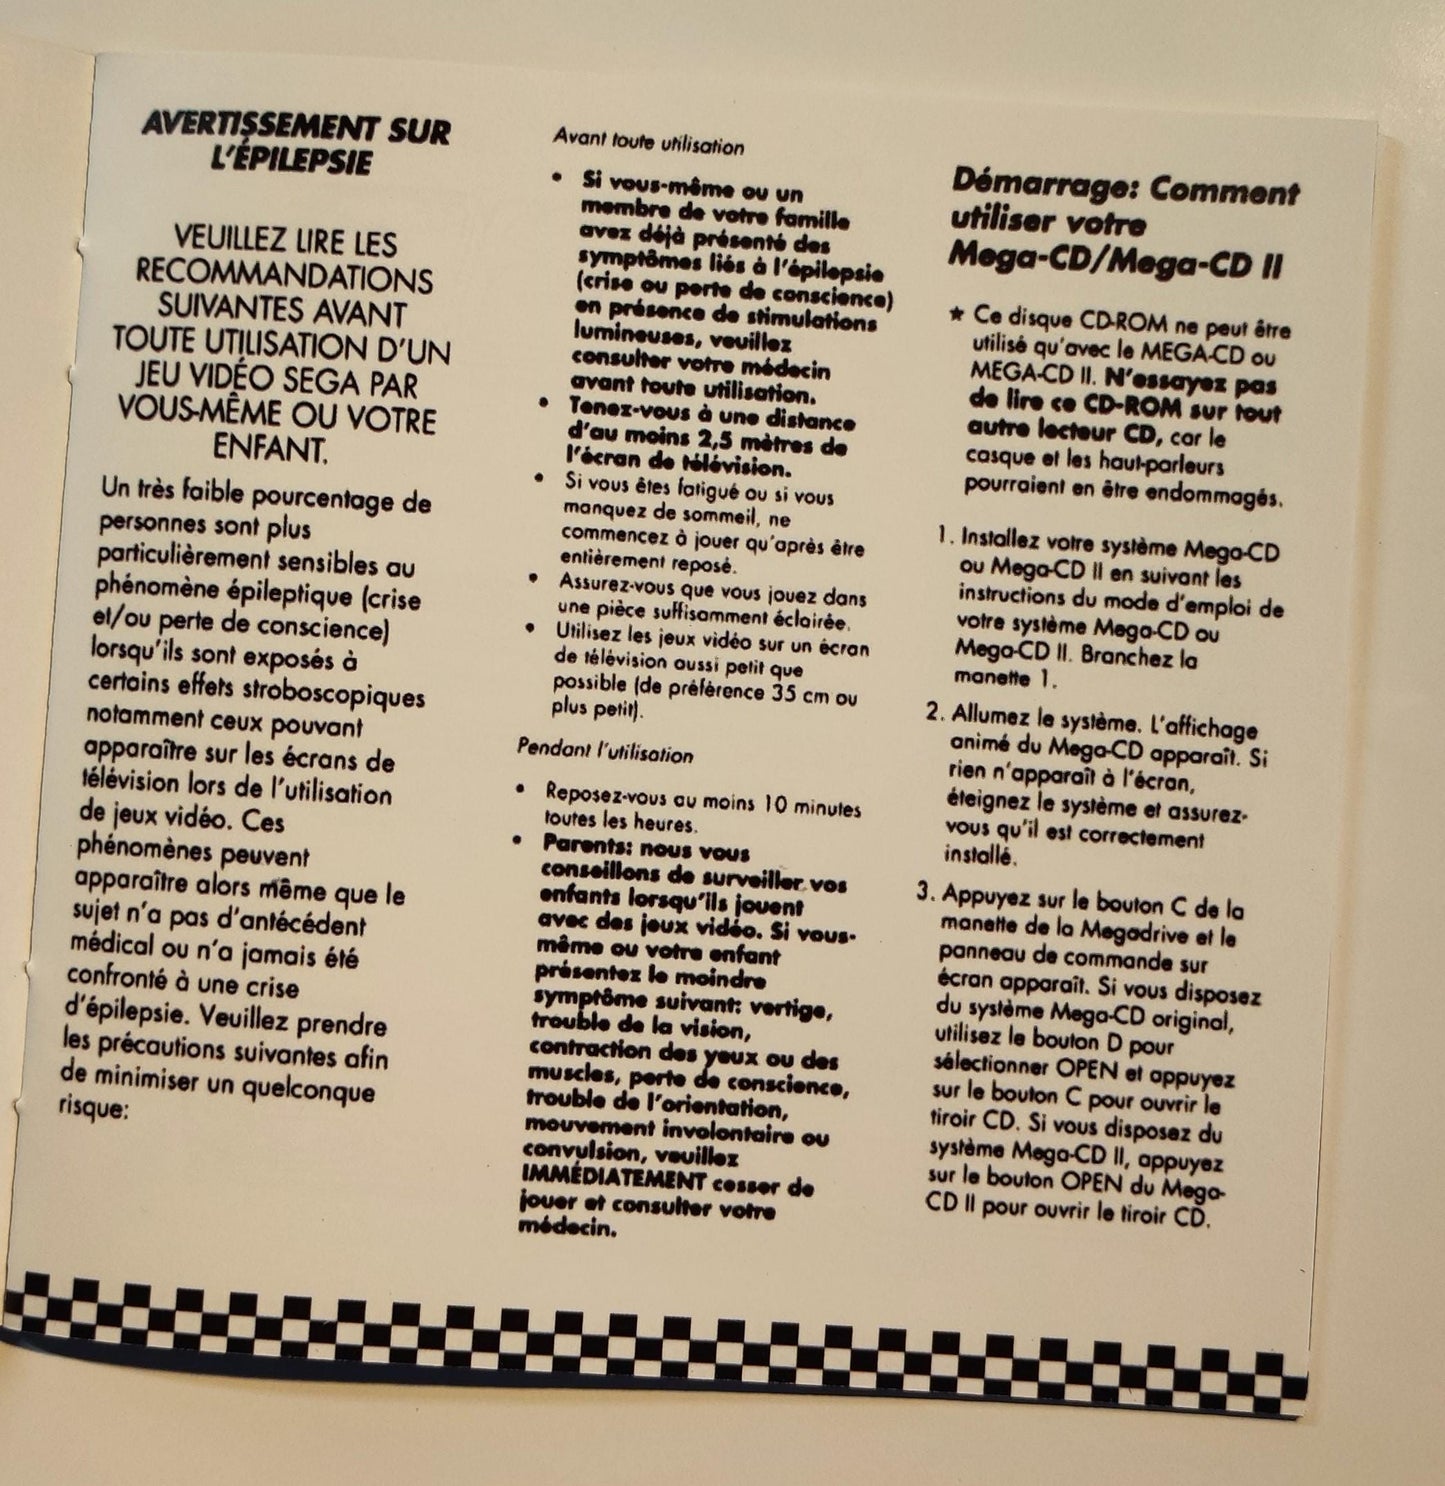 AVERTISSEMENT SUR
L'ÉPILEPSIE
VEUILLEZ LIRE LES
RECOMMANDATIONS
SUIVANTES AVANT
TOUTE UTILISATION D'UN
JEU VIDÉO SEGA PAR
VOUS-MÊME OU VOTRE
ENFANT.
Un très faible pourcentage de
personnes sont plus
particulièrement sensibles au
phénomène épileptique (crise
et/ou perte de conscience)
lorsqu'ils sont exposés à
certains effets stroboscopiques
notamment ceux pouvant
apparaître sur les écrans de
télévision lors de l'utilisation
de jeux vidéo. Ces
phénomènes peuvent
apparaître alors même que le
sujet n'a pas d'antécédent
médical ou n'a jamais été
confronté à une crise
d'épilepsie. Veuillez prendre
les précautions suivantes afin
de minimiser un quelconque
risque:
Avant toute utilisation
• Si vous-même ou un
membre de votre famille
avez déjà présenté des
symptômes liés à l'épilepsie
(crise ou perte de conscience)
en présence de stimulations
lumineuses, veuillez
consulter votre médecin
avant toute utilisation.
• Tenez-vous à une distance
d'au moins 2,5 mètres de
l'écran de télévision.
• Si vous êtes fatigué ou si vous
manquez de sommeil, ne
commencez à jouer qu'après être
entièrement reposé.
• Assurez-vous que vous jouez dans
une pièce suffisamment éclairée.
• Utilisez les jeux vidéo sur un écran
de télévision aussi petit que
possible (de préférence 35 cm ou
plus petit).
Pendant l'utilisation
• Reposez-vous au moins 10 minutes
toutes les heures.
• Parents: nous vous
conseillons de surveiller vos
enfants lorsqu'ils jouent
avec des jeux vidéo. Si vous-
même ou votre enfant
présentez le moindre
symptôme suivant: vertige,
trouble de la vision,
contraction des yeux ou des
muscles, perte de conscience,
trouble de l'orientation,
mouvement involontaire ou
convulsion, veuillez
IMMÉDIATEMENT cesser de
jouer et consulter votre
médecin.
Démarrage: Comment
utiliser votre
Mega-CD/Mega-CD II
★ Ce disque CD-ROM ne peut être
utilisé qu'avec le MEGA-CD ou
MEGA-CD II. N'essayez pas
de lire ce CD-ROM sur tout
autre lecteur CD, car le
casque et les haut-parleurs
pourraient en être endommagés.
1. Installez votre système Mega-CD
ou Mega-CD II en suivant les
instructions du mode d'emploi de
votre système Mega-CD ou
Mega-CD II. Branchez la
manette 1.
2. Allumez le système. L'affichage
animé du Mega-CD apparaît. Si
rien n'apparaît à l'écran,
éteignez le système et assurez-
vous qu'il est correctement
installé.
3. Appuyez sur le bouton C de la
manette de la Megadrive et le
panneau de commande sur
écran apparaît. Si vous disposez
du système Mega-CD original,
utilisez le bouton D pour
sélectionner OPEN et appuyez
sur le bouton C pour ouvrir le
tiroir CD. Si vous disposez du
système Mega-CD II, appuyez
sur le bouton OPEN du Mega-
CD II pour ouvrir le tiroir CD.